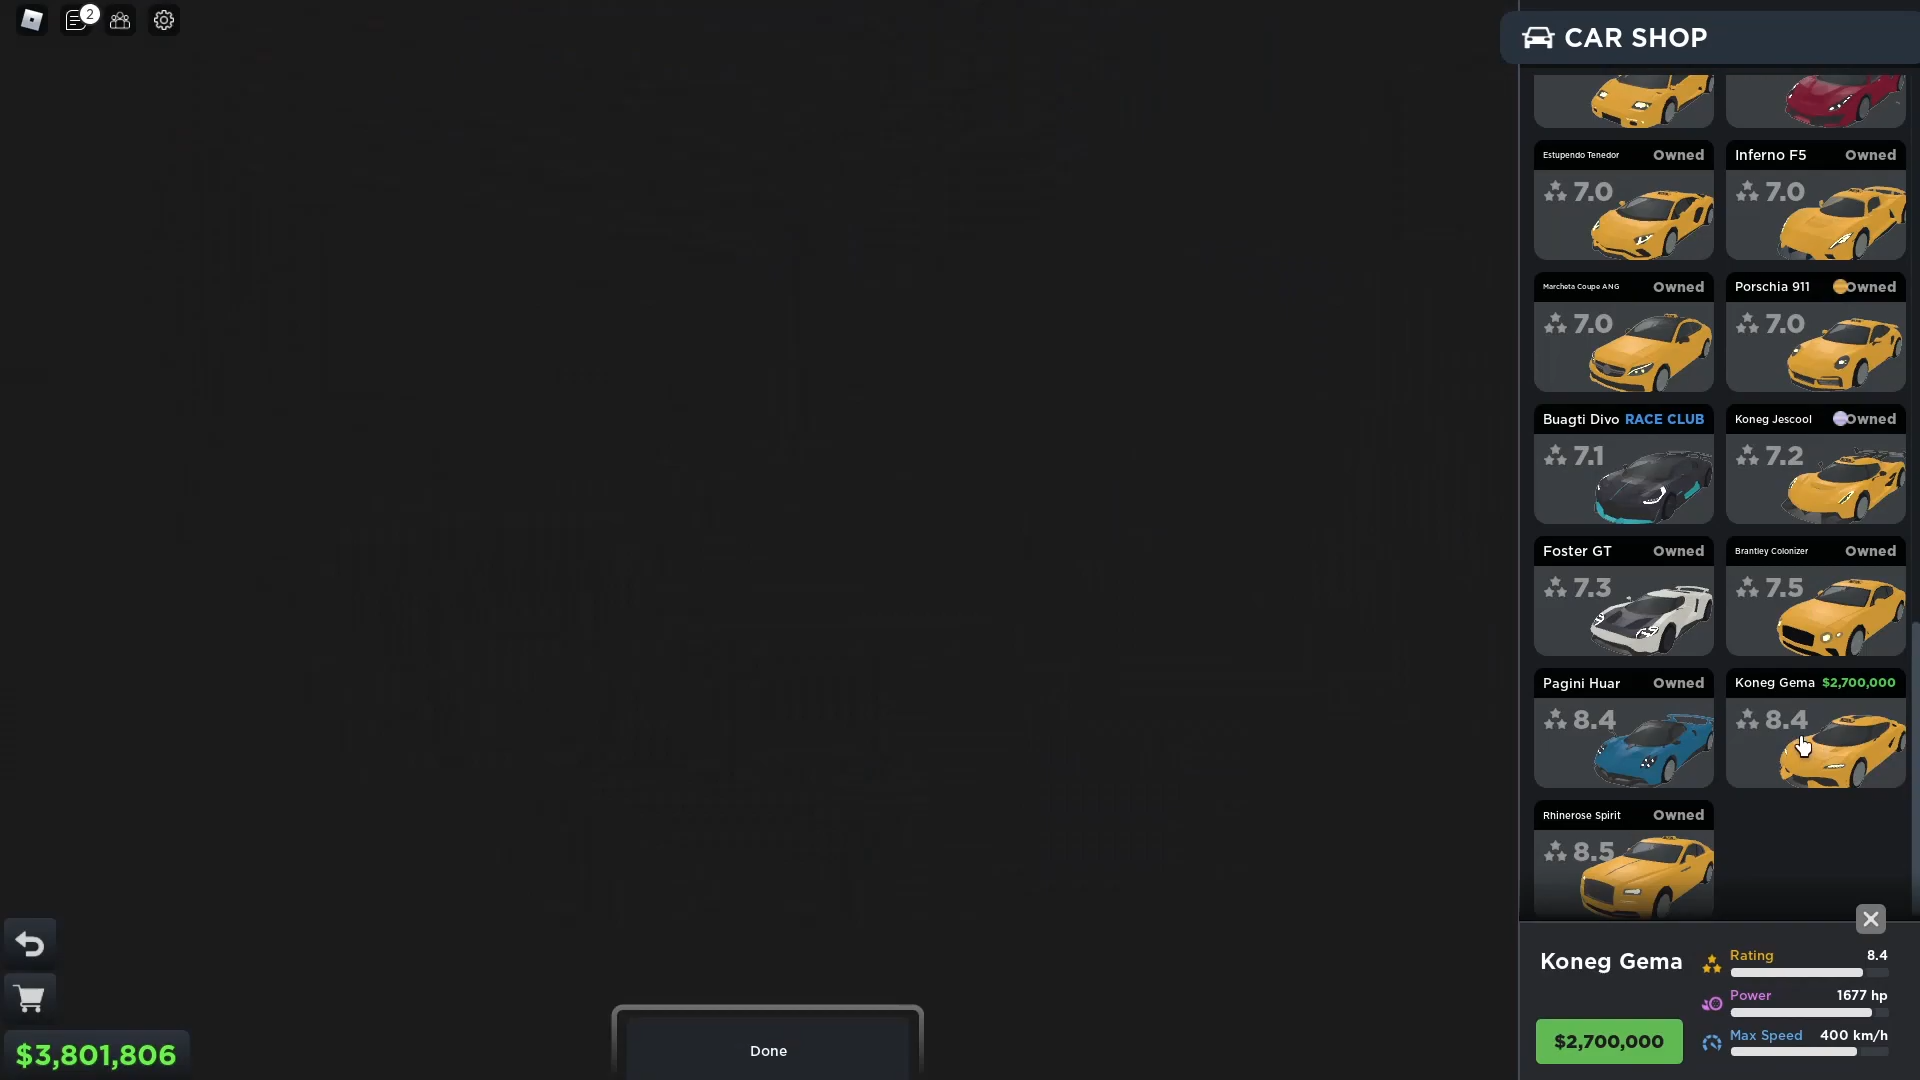 2
CAR SHOP
Estupendo Tenedor Owned
7.0
Inferno F5 Owned
7.0
Marcheta Coupe ANG Owned
7.0
Porschia 911 Owned
7.0
Buagti Divo RACE CLUB
7.1
Koneg Jescool Owned
7.2
Foster GT Owned
7.3
Brantley Colonizer Owned
7.5
Pagini Huar Owned
8.4
Koneg Gema $2,700,000
8.4
Rhinerose Spirit Owned
8.5
Koneg Gema
$2,700,000
Rating 8.4
Power 1677 hp
Max Speed 400 km/h
$3,801,806
Done